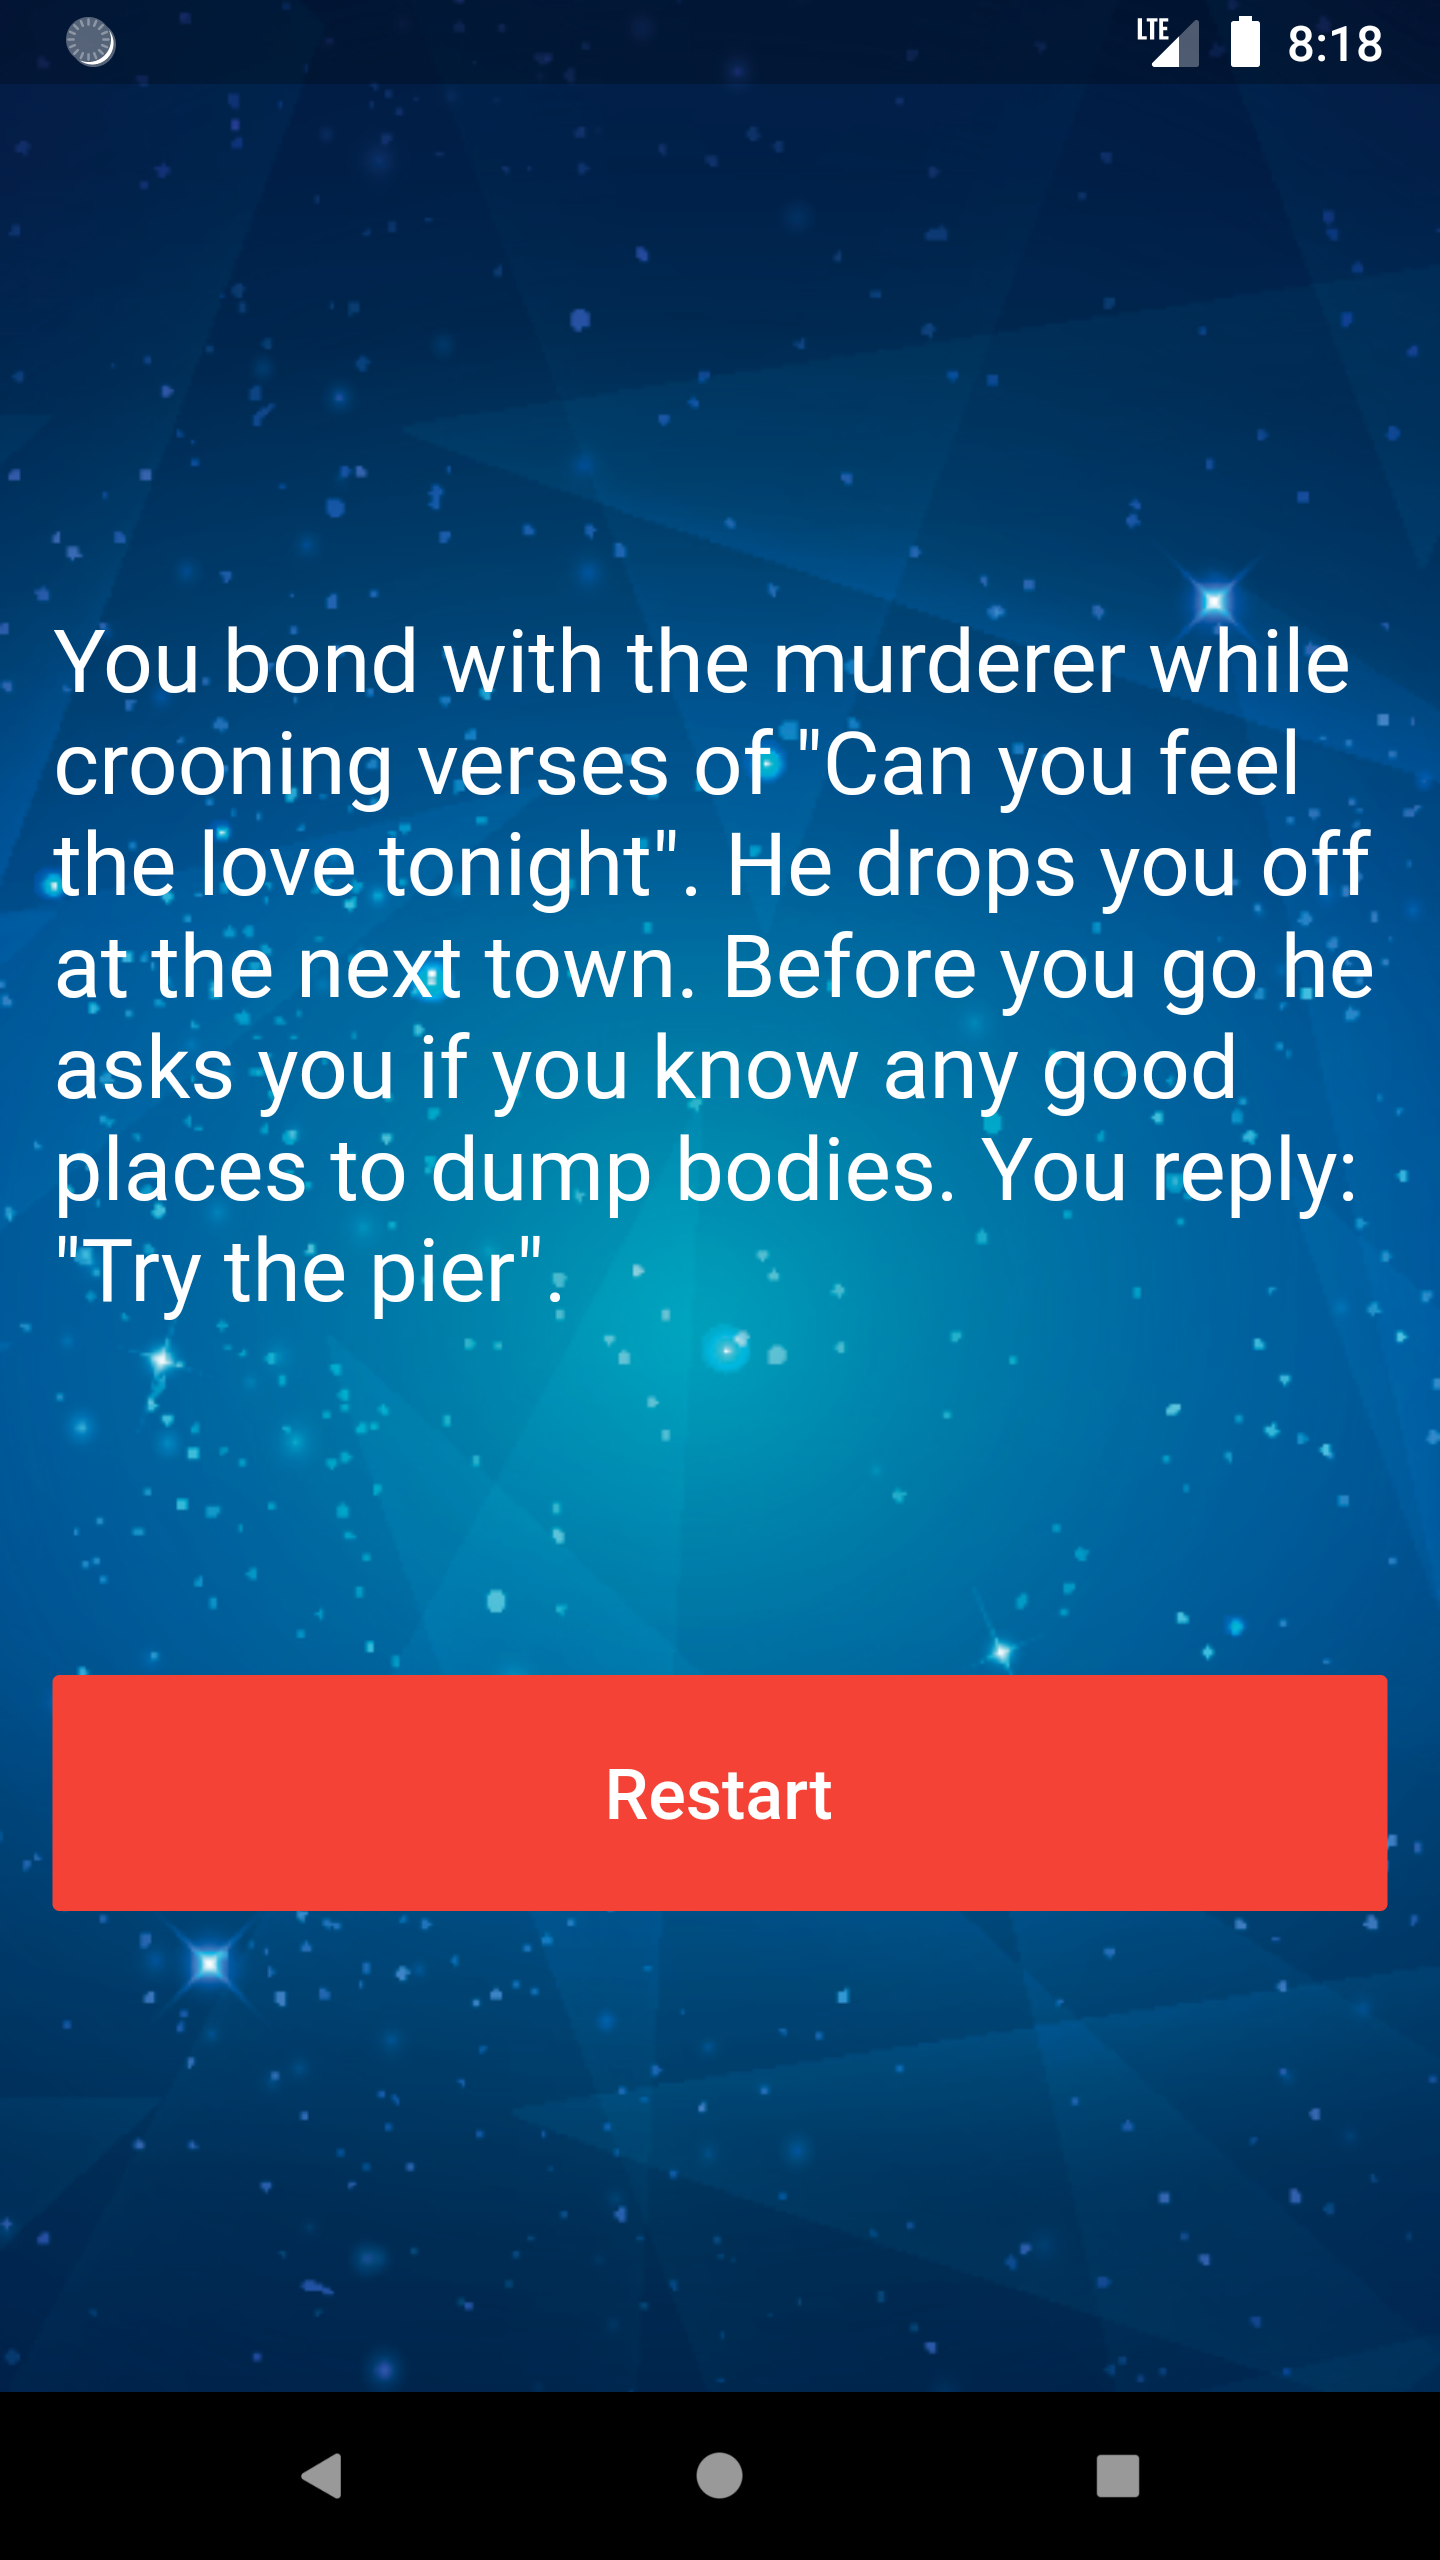 LTE 8:18
You bond with the murderer while
crooning verses of "Can you feel
the love tonight". He drops you off
at the next town. Before you go he
asks you if you know any good
places to dump bodies. You reply:
"Try the pier".
Restart